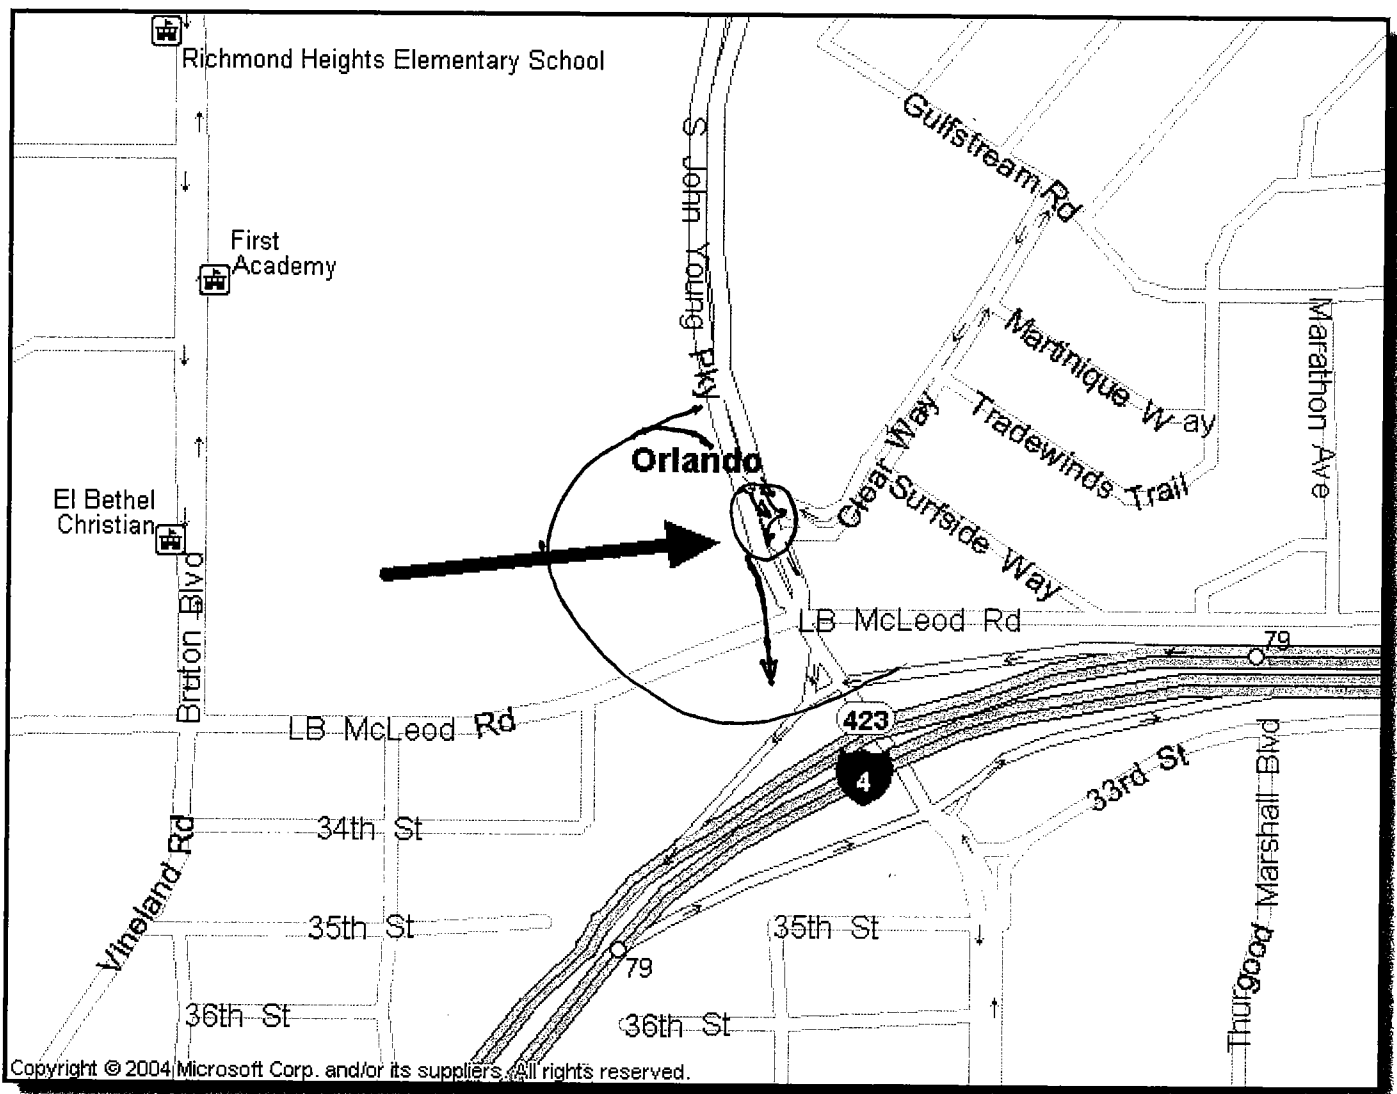 Richmond Heights Elementary School
Gulfstream Rd
S John Young Pky
First
Academy
Martinique Way
Marathon Ave
Tradewinds Trail
Clear Way
Orlando
Surfside Way
El Bethel
Christian
Bruton Blvd
LB McLeod Rd
79
423
LB McLeod Rd
4
33rd St
Thurgood Marshall Blvd
34th St
Vineland Rd
35th St
35th St
79
36th St
36th St
Copyright © 2004 Microsoft Corp. and/or its suppliers. All rights reserved.